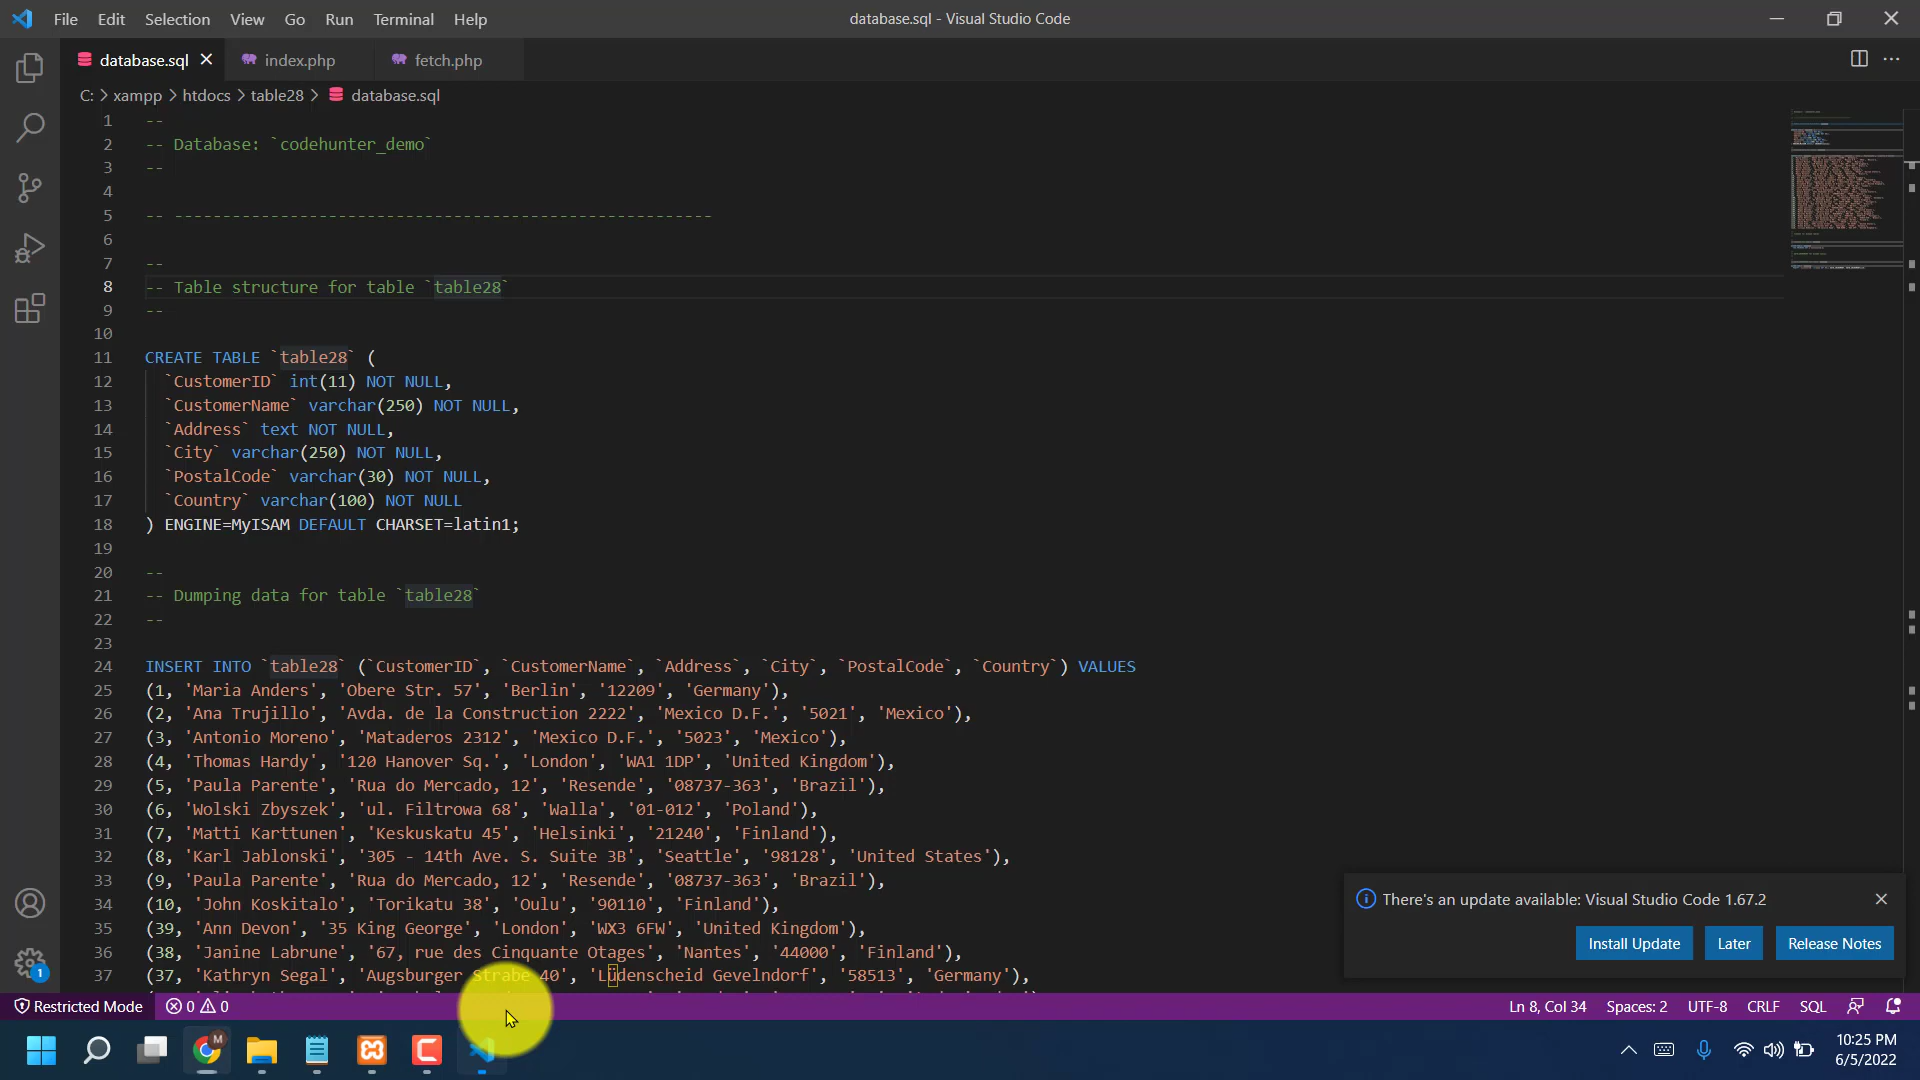 File Edit Selection View Go Run Terminal Help
database.sql - Visual Studio Code
database.sql
index.php
fetch.php
C: > xampp > htdocs > table28 > database.sql
1 --
2 -- Database: `codehunter_demo`
3 --
4
5 -- --------------------------------------------------------
6
7 --
8 -- Table structure for table `table28`
9 --
10
11 CREATE TABLE `table28` (
12 `CustomerID` int(11) NOT NULL,
13 `CustomerName` varchar(250) NOT NULL,
14 `Address` text NOT NULL,
15 `City` varchar(250) NOT NULL,
16 `PostalCode` varchar(30) NOT NULL,
17 `Country` varchar(100) NOT NULL
18 ) ENGINE=MyISAM DEFAULT CHARSET=latin1;
19
20 --
21 -- Dumping data for table `table28`
22 --
23
24 INSERT INTO `table28` (`CustomerID`, `CustomerName`, `Address`, `City`, `PostalCode`, `Country`) VALUES
25 (1, 'Maria Anders', 'Obere Str. 57', 'Berlin', '12209', 'Germany'),
26 (2, 'Ana Trujillo', 'Avda. de la Construction 2222', 'Mexico D.F.', '5021', 'Mexico'),
27 (3, 'Antonio Moreno', 'Mataderos 2312', 'Mexico D.F.', '5023', 'Mexico'),
28 (4, 'Thomas Hardy', '120 Hanover Sq.', 'London', 'WA1 1DP', 'United Kingdom'),
29 (5, 'Paula Parente', 'Rua do Mercado, 12', 'Resende', '08737-363', 'Brazil'),
30 (6, 'Wolski Zbyszek', 'ul. Filtrowa 68', 'Walla', '01-012', 'Poland'),
31 (7, 'Matti Karttunen', 'Keskuskatu 45', 'Helsinki', '21240', 'Finland'),
32 (8, 'Karl Jablonski', '305 - 14th Ave. S. Suite 3B', 'Seattle', '98128', 'United States'),
33 (9, 'Paula Parente', 'Rua do Mercado, 12', 'Resende', '08737-363', 'Brazil'),
34 (10, 'John Koskitalo', 'Torikatu 38', 'Oulu', '90110', 'Finland'),
35 (39, 'Ann Devon', '35 King George', 'London', 'WX3 6FW', 'United Kingdom'),
36 (38, 'Janine Labrune', '67, rue des Cinquante Otages', 'Nantes', '44000', 'Finland'),
37 (37, 'Kathryn Segal', 'Augsburger Strabe 40', 'Lüdenscheid Gevelndorf', '58513', 'Germany'),
There's an update available: Visual Studio Code 1.67.2
Install Update
Later
Release Notes
1
Restricted Mode
0 0
Ln 8, Col 34 Spaces: 2 UTF-8 CRLF SQL
M
10:25 PM
6/5/2022